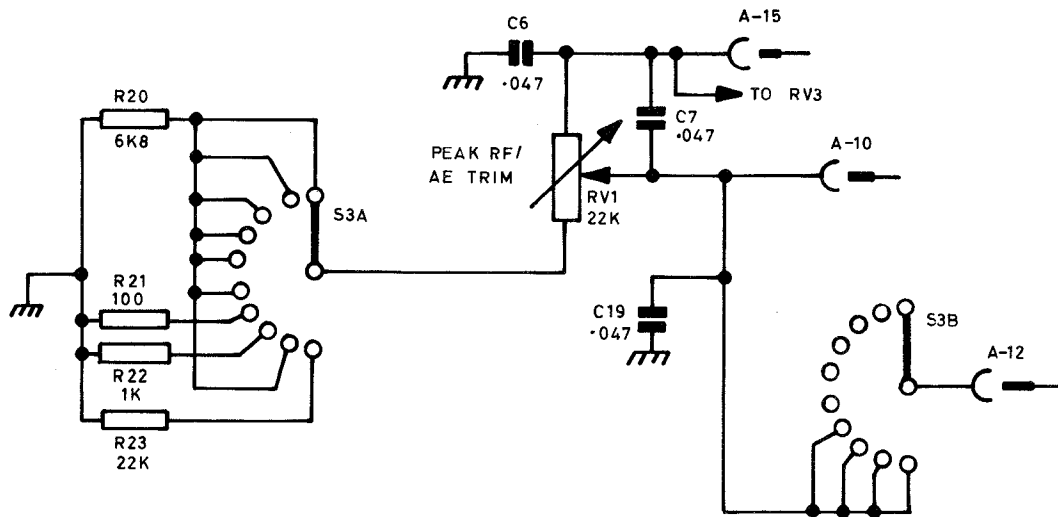 C6
.047
A-15
TO RV3
R20
6K8
C7
.047
PEAK RF/
AE TRIM
A-10
RV1
22K
S3A
R21
100
C19
.047
S3B
A-12
R22
1K
R23
22K